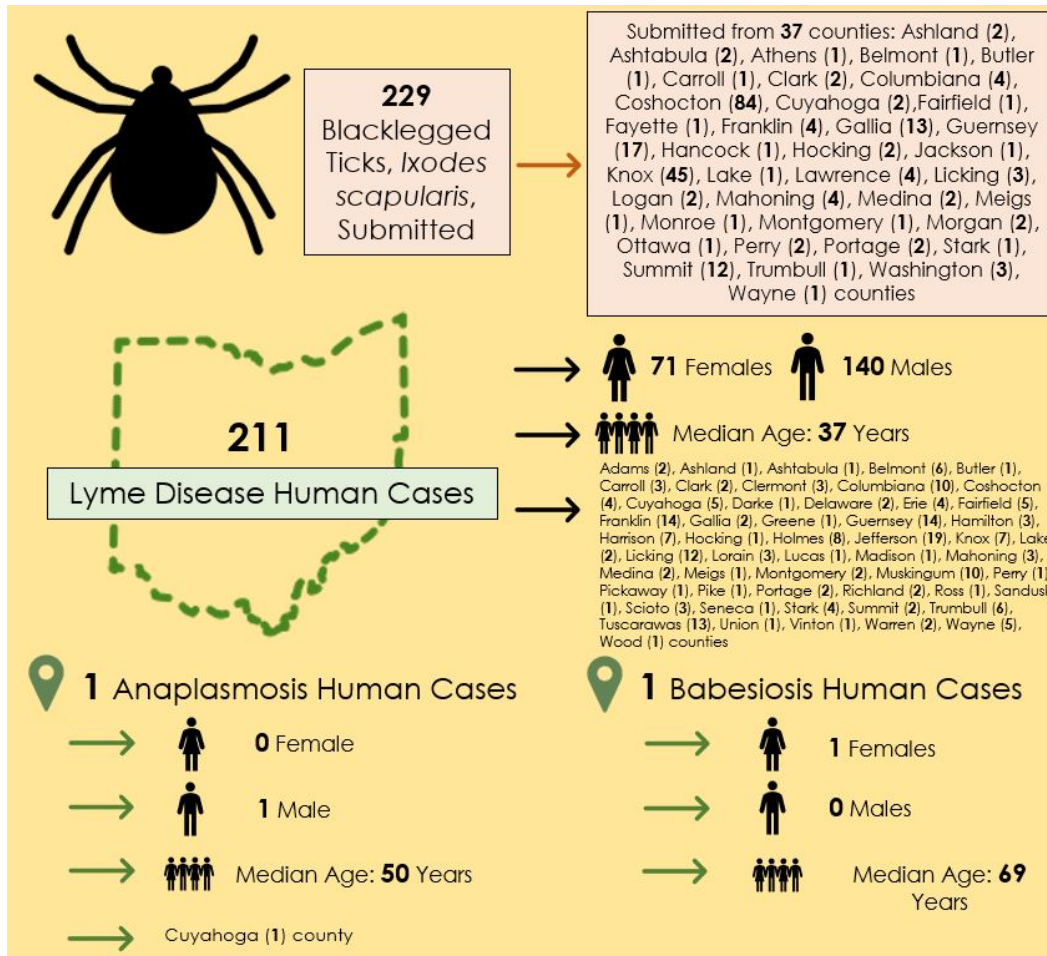 229
Blacklegged
Ticks, Ixodes
scapularis,
Submitted
Submitted from 37 counties: Ashland (2),
Ashtabula (2), Athens (1), Belmont (1), Butler
(1), Carroll (1), Clark (2), Columbiana (4),
Coshocton (84), Cuyahoga (2),Fairfield (1),
Fayette (1), Franklin (4), Gallia (13), Guernsey
(17), Hancock (1), Hocking (2), Jackson (1),
Knox (45), Lake (1), Lawrence (4), Licking (3),
Logan (2), Mahoning (4), Medina (2), Meigs
(1), Monroe (1), Montgomery (1), Morgan (2),
Ottawa (1), Perry (2), Portage (2), Stark (1),
Summit (12), Trumbull (1), Washington (3),
Wayne (1) counties
211
Lyme Disease Human Cases
71 Females 140 Males
Median Age: 37 Years
Adams (2), Ashland (1), Ashtabula (1), Belmont (6), Butler (1),
Carroll (3), Clark (2), Clermont (3), Columbiana (10), Coshocton
(4), Cuyahoga (5), Darke (1), Delaware (2), Erie (4), Fairfield (5),
Franklin (14), Gallia (2), Greene (1), Guernsey (14), Hamilton (3),
Harrison (7), Hocking (1), Holmes (8), Jefferson (19), Knox (7), Lake
(2), Licking (12), Lorain (3), Lucas (1), Madison (1), Mahoning (3),
Medina (2), Meigs (1), Montgomery (2), Muskingum (10), Perry (1)
Pickaway (1), Pike (1), Portage (2), Richland (2), Ross (1), Sandusk
(1), Scioto (3), Seneca (1), Stark (4), Summit (2), Trumbull (6),
Tuscarawas (13), Union (1), Vinton (1), Warren (2), Wayne (5),
Wood (1) counties
1 Anaplasmosis Human Cases
0 Female
1 Male
Median Age: 50 Years
Cuyahoga (1) county
1 Babesiosis Human Cases
1 Females
0 Males
Median Age: 69
Years